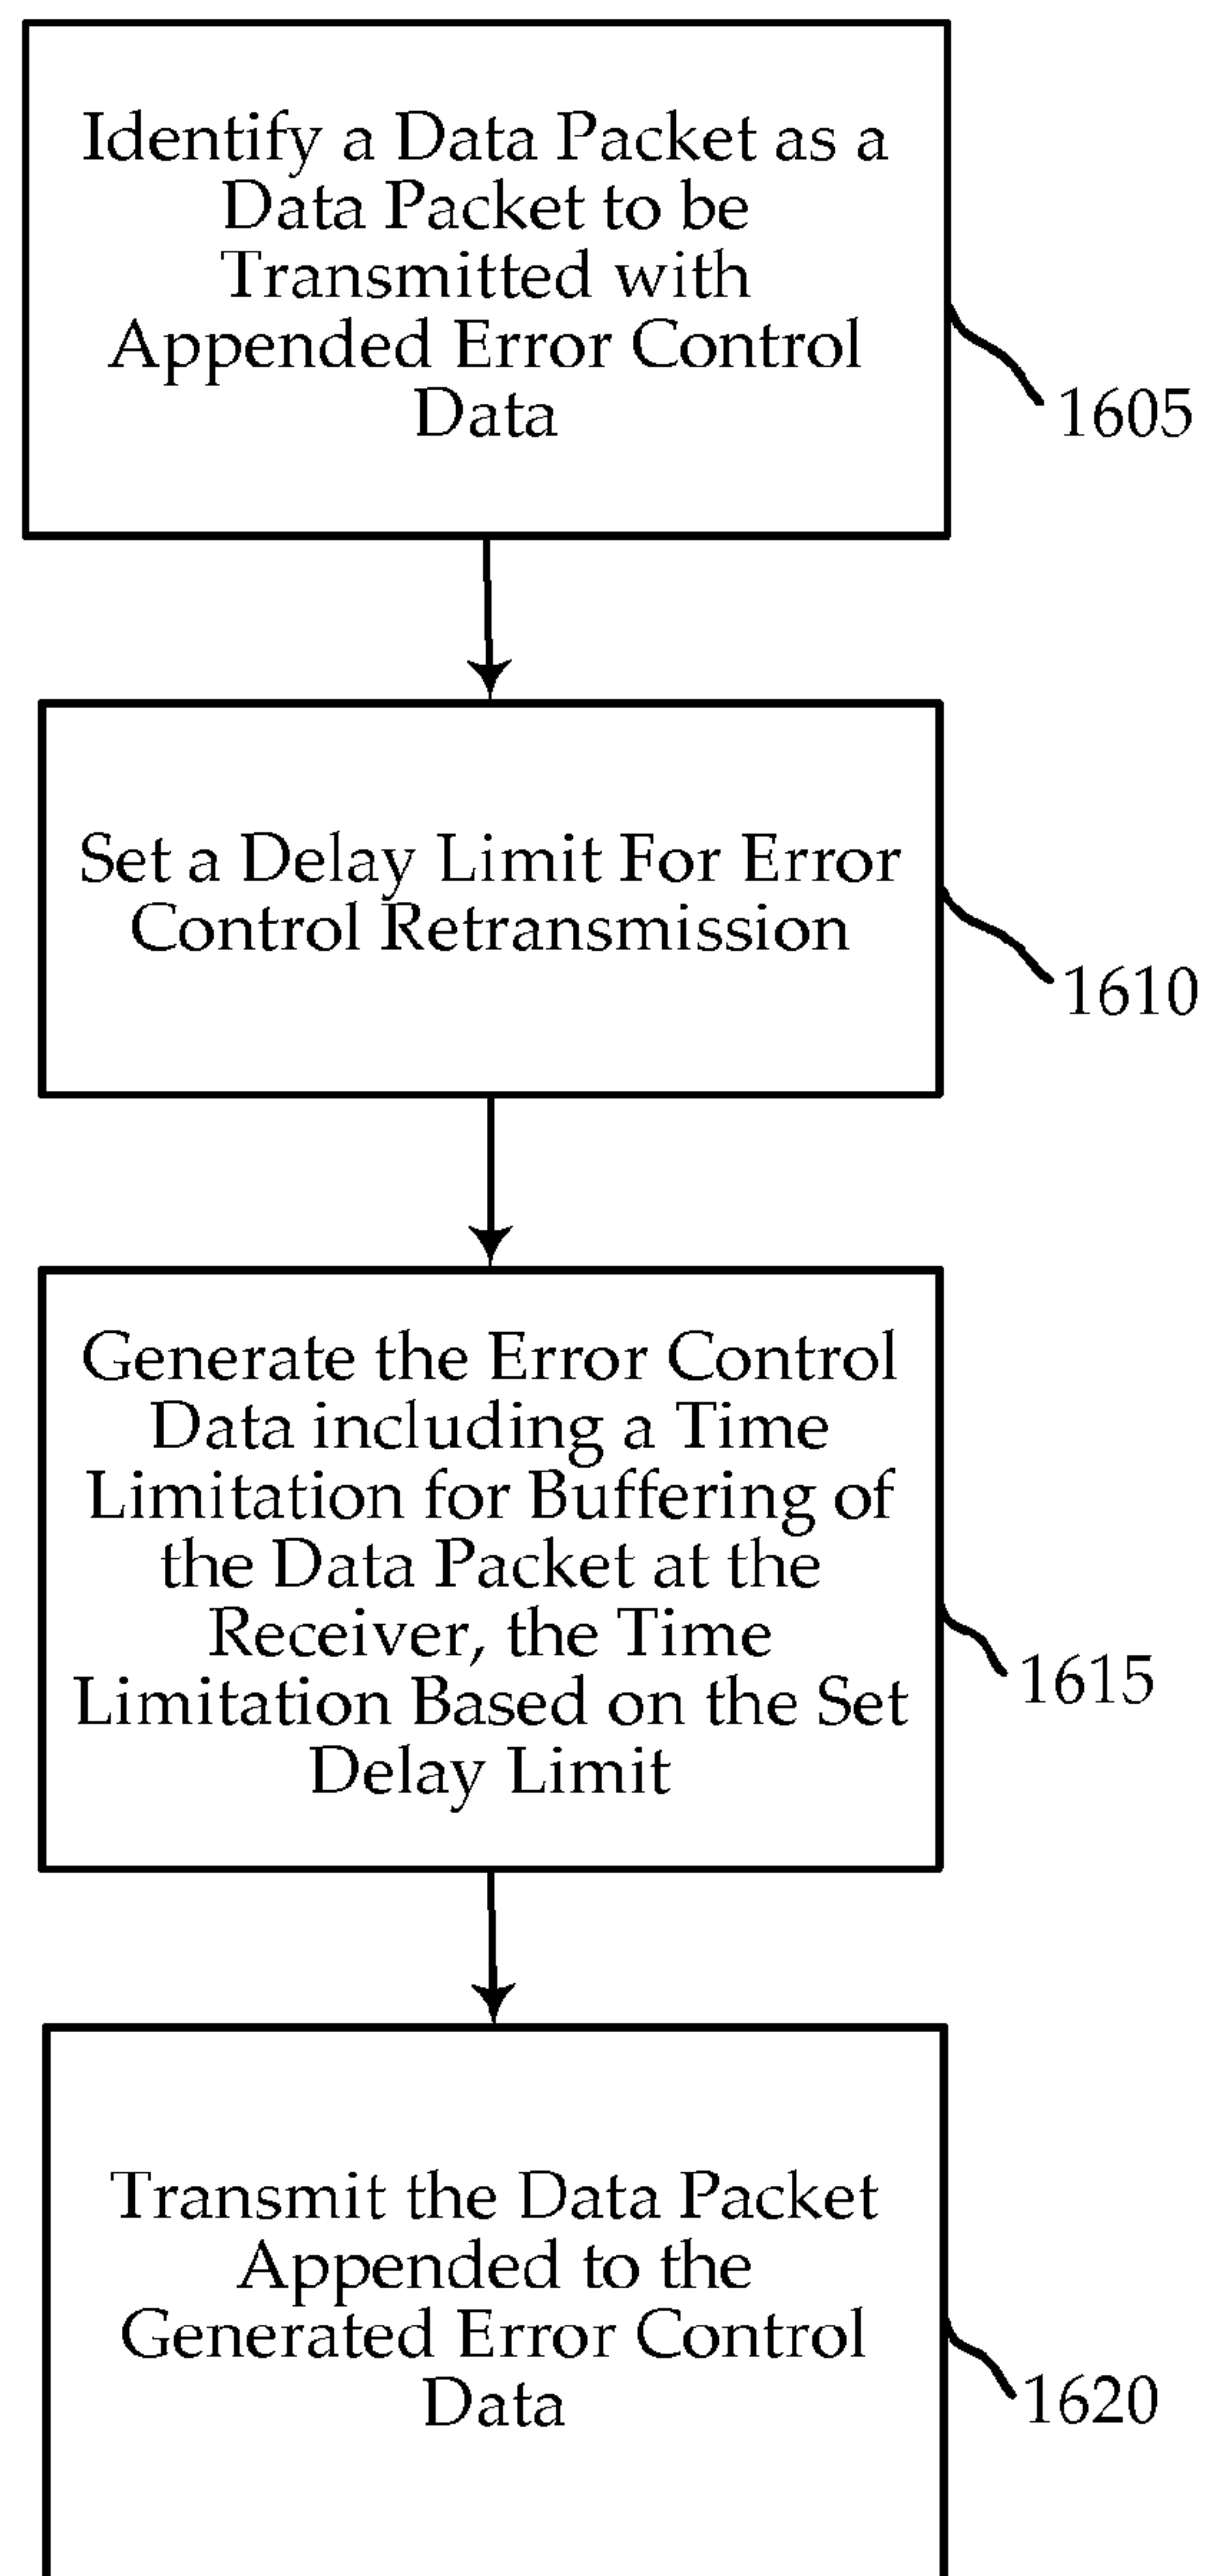 Identify a Data Packet as a
Data Packet to be
Transmitted with
Appended Error Control
Data
1605
Set a Delay Limit For Error
Control Retransmission
1610
Generate the Error Control
Data including a Time
Limitation for Buffering of
the Data Packet at the
Receiver, the Time
Limitation Based on the Set
Delay Limit
1615
Transmit the Data Packet
Appended to the
Generated Error Control
Data
1620